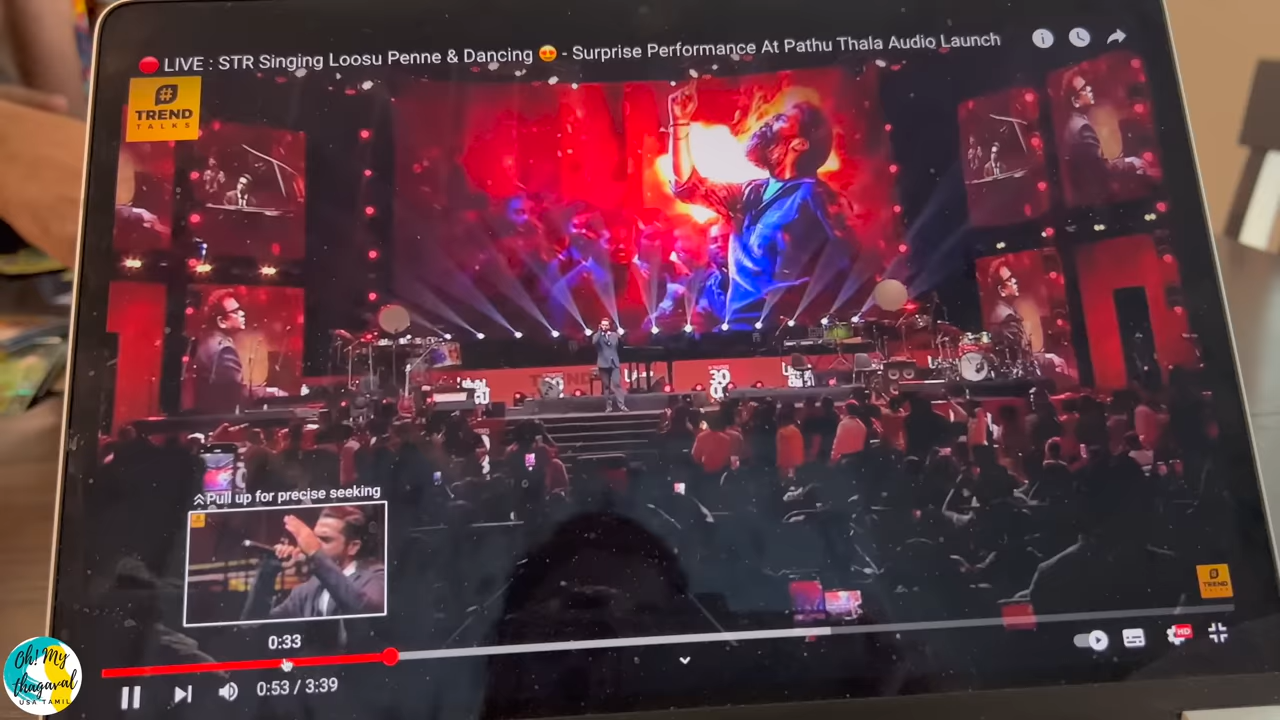 🔴 LIVE : STR Singing Loosu Penne & Dancing 😍 - Surprise Performance At Pathu Thala Audio Launch
#
TREND
TALKS
Pull up for precise seeking
0:33
TREND
TALKS
HD
0:53 / 3:39
Oh! My
thagaval
USA TAMIL